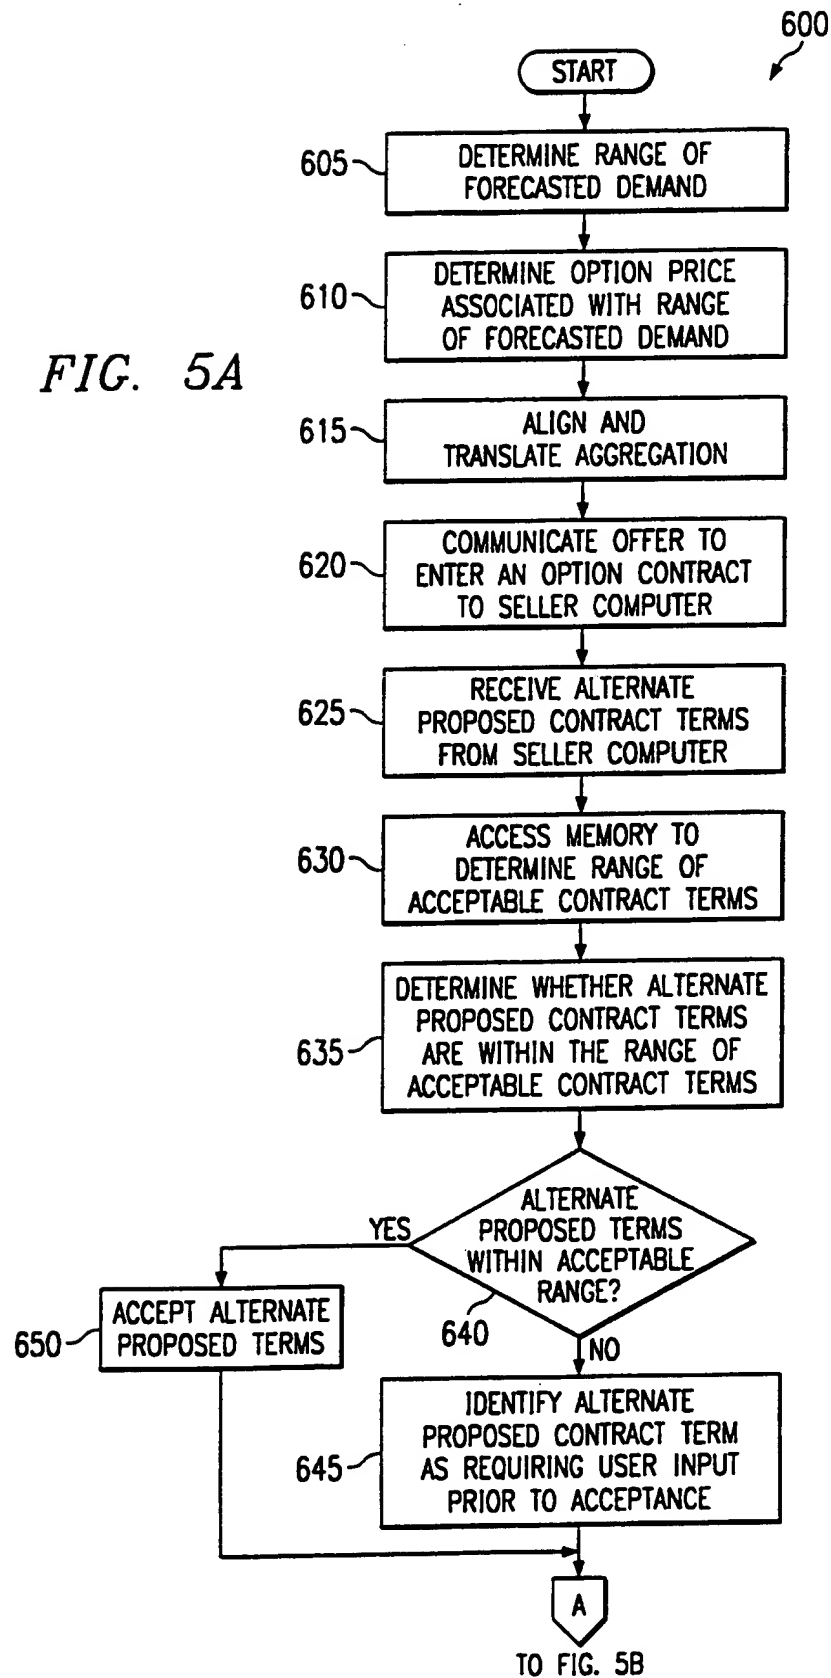 600
START
605
DETERMINE RANGE OF
FORECASTED DEMAND
610
DETERMINE OPTION PRICE
ASSOCIATED WITH RANGE
OF FORECASTED DEMAND
FIG. 5A
615
ALIGN AND
TRANSLATE AGGREGATION
620
COMMUNICATE OFFER TO
ENTER AN OPTION CONTRACT
TO SELLER COMPUTER
625
RECEIVE ALTERNATE
PROPOSED CONTRACT TERMS
FROM SELLER COMPUTER
630
ACCESS MEMORY TO
DETERMINE RANGE OF
ACCEPTABLE CONTRACT TERMS
635
DETERMINE WHETHER ALTERNATE
PROPOSED CONTRACT TERMS
ARE WITHIN THE RANGE OF
ACCEPTABLE CONTRACT TERMS
ALTERNATE
PROPOSED TERMS
WITHIN ACCEPTABLE
RANGE?
YES
640
NO
650
ACCEPT ALTERNATE
PROPOSED TERMS
645
IDENTIFY ALTERNATE
PROPOSED CONTRACT TERM
AS REQUIRING USER INPUT
PRIOR TO ACCEPTANCE
A
TO FIG. 5B